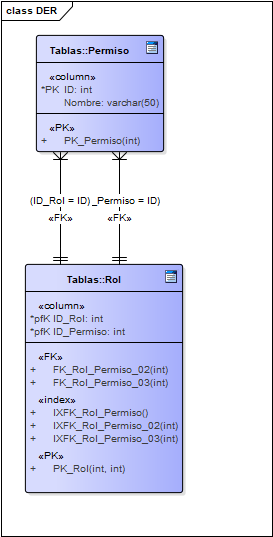 class DER
Tablas::Permiso
«column»
*PK ID: int
Nombre: varchar(50)
«PK»
+ PK_Permiso(int)
(ID_Rol = ID)
_Permiso = ID)
«FK»
«FK»
Tablas::Rol
«column»
*pfK ID_Rol: int
*pfK ID_Permiso: int
«FK»
+ FK_Rol_Permiso_02(int)
+ FK_Rol_Permiso_03(int)
«index»
+ IXFK_Rol_Permiso()
+ IXFK_Rol_Permiso_02(int)
+ IXFK_Rol_Permiso_03(int)
«PK»
+ PK_Rol(int, int)